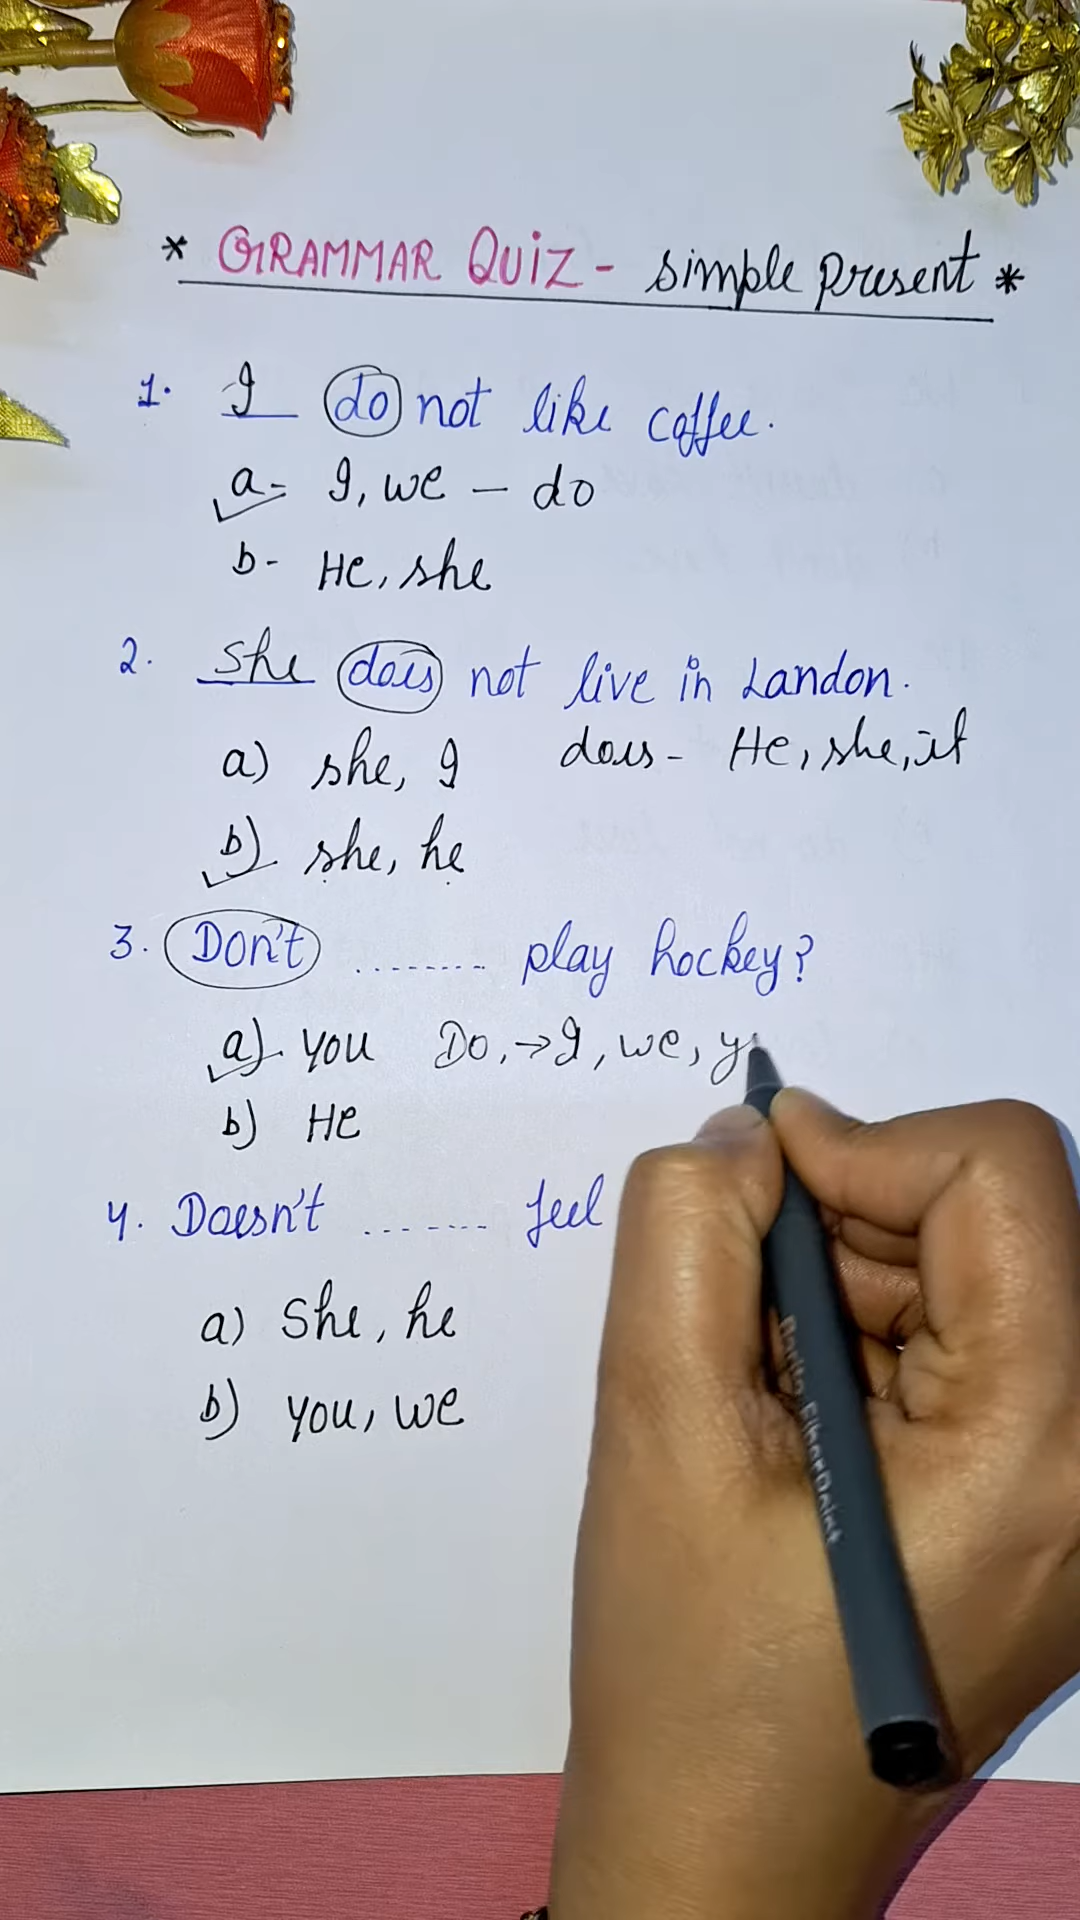 * GRAMMAR QUIZ - simple present *
1. I do not like coffee.
a- I, we - do
b- He, she
2. she does not live in Landon.
a) she, I does - He, she, it
b) she, he
3. Don't ........ play hockey?
a) you Do, → I, we, y
b) He
4. Doesn't ....... feel
a) She, he
b) you, we